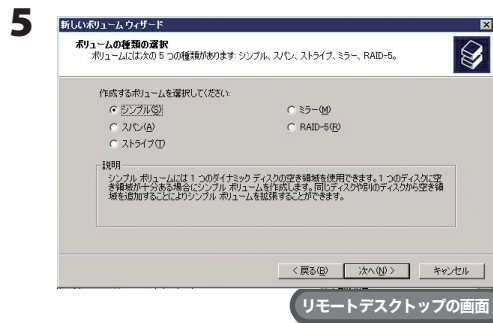 5
新しいボリューム ウィザード
ボリュームの種類の選択
ボリュームには次の 5 つの種類があります: シンプル、スパン、ストライプ、ミラー、RAID-5。
作成するボリュームを選択してください:
シンプル(S)
ミラー(M)
スパン(A)
RAID-5(R)
ストライプ(T)
説明
シンプル ボリュームには 1 つのダイナミック ディスクの空き領域を使用できます。1 つのディスクに空
き領域が十分ある場合にシンプル ボリュームを作成します。同じディスクや別のディスクから空き領
域を追加することによりシンプル ボリュームを拡張することができます。
< 戻る(B)
次へ(N) >
キャンセル
リモートデスクトップの画面